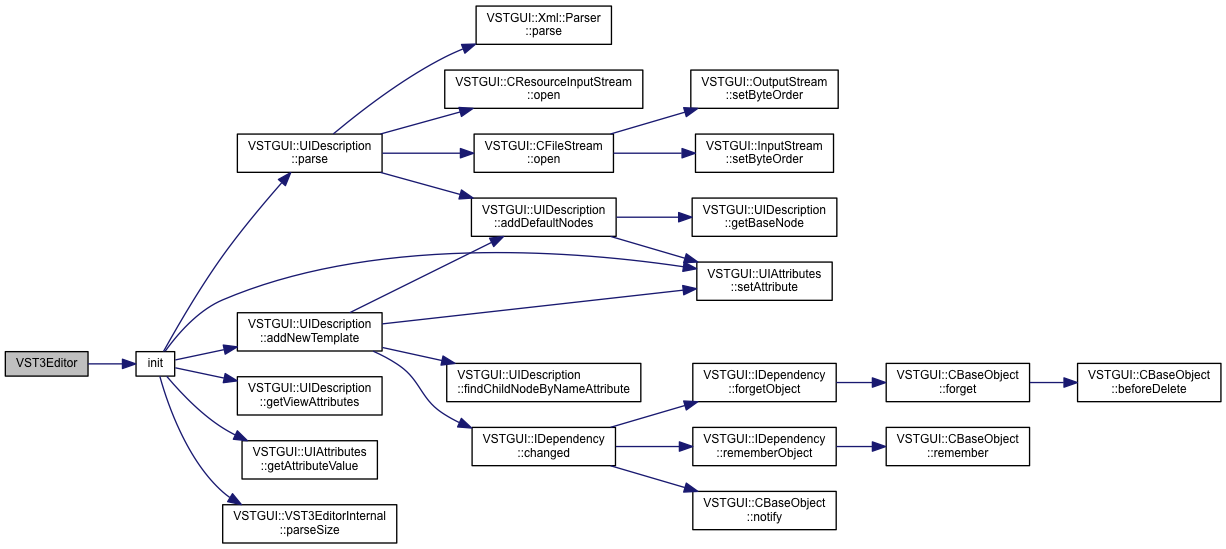 VST3Editor
init
VSTGUI::UIDescription
::parse
VSTGUI::Xml::Parser
::parse
VSTGUI::CResourceInputStream
::open
VSTGUI::CFileStream
::open
VSTGUI::OutputStream
::setByteOrder
VSTGUI::InputStream
::setByteOrder
VSTGUI::UIDescription
::addDefaultNodes
VSTGUI::UIDescription
::getBaseNode
VSTGUI::UIAttributes
::setAttribute
VSTGUI::UIDescription
::addNewTemplate
VSTGUI::UIDescription
::findChildNodeByNameAttribute
VSTGUI::IDependency
::changed
VSTGUI::IDependency
::forgetObject
VSTGUI::CBaseObject
::forget
VSTGUI::CBaseObject
::beforeDelete
VSTGUI::IDependency
::rememberObject
VSTGUI::CBaseObject
::remember
VSTGUI::CBaseObject
::notify
VSTGUI::UIDescription
::getViewAttributes
VSTGUI::UIAttributes
::getAttributeValue
VSTGUI::VST3EditorInternal
::parseSize